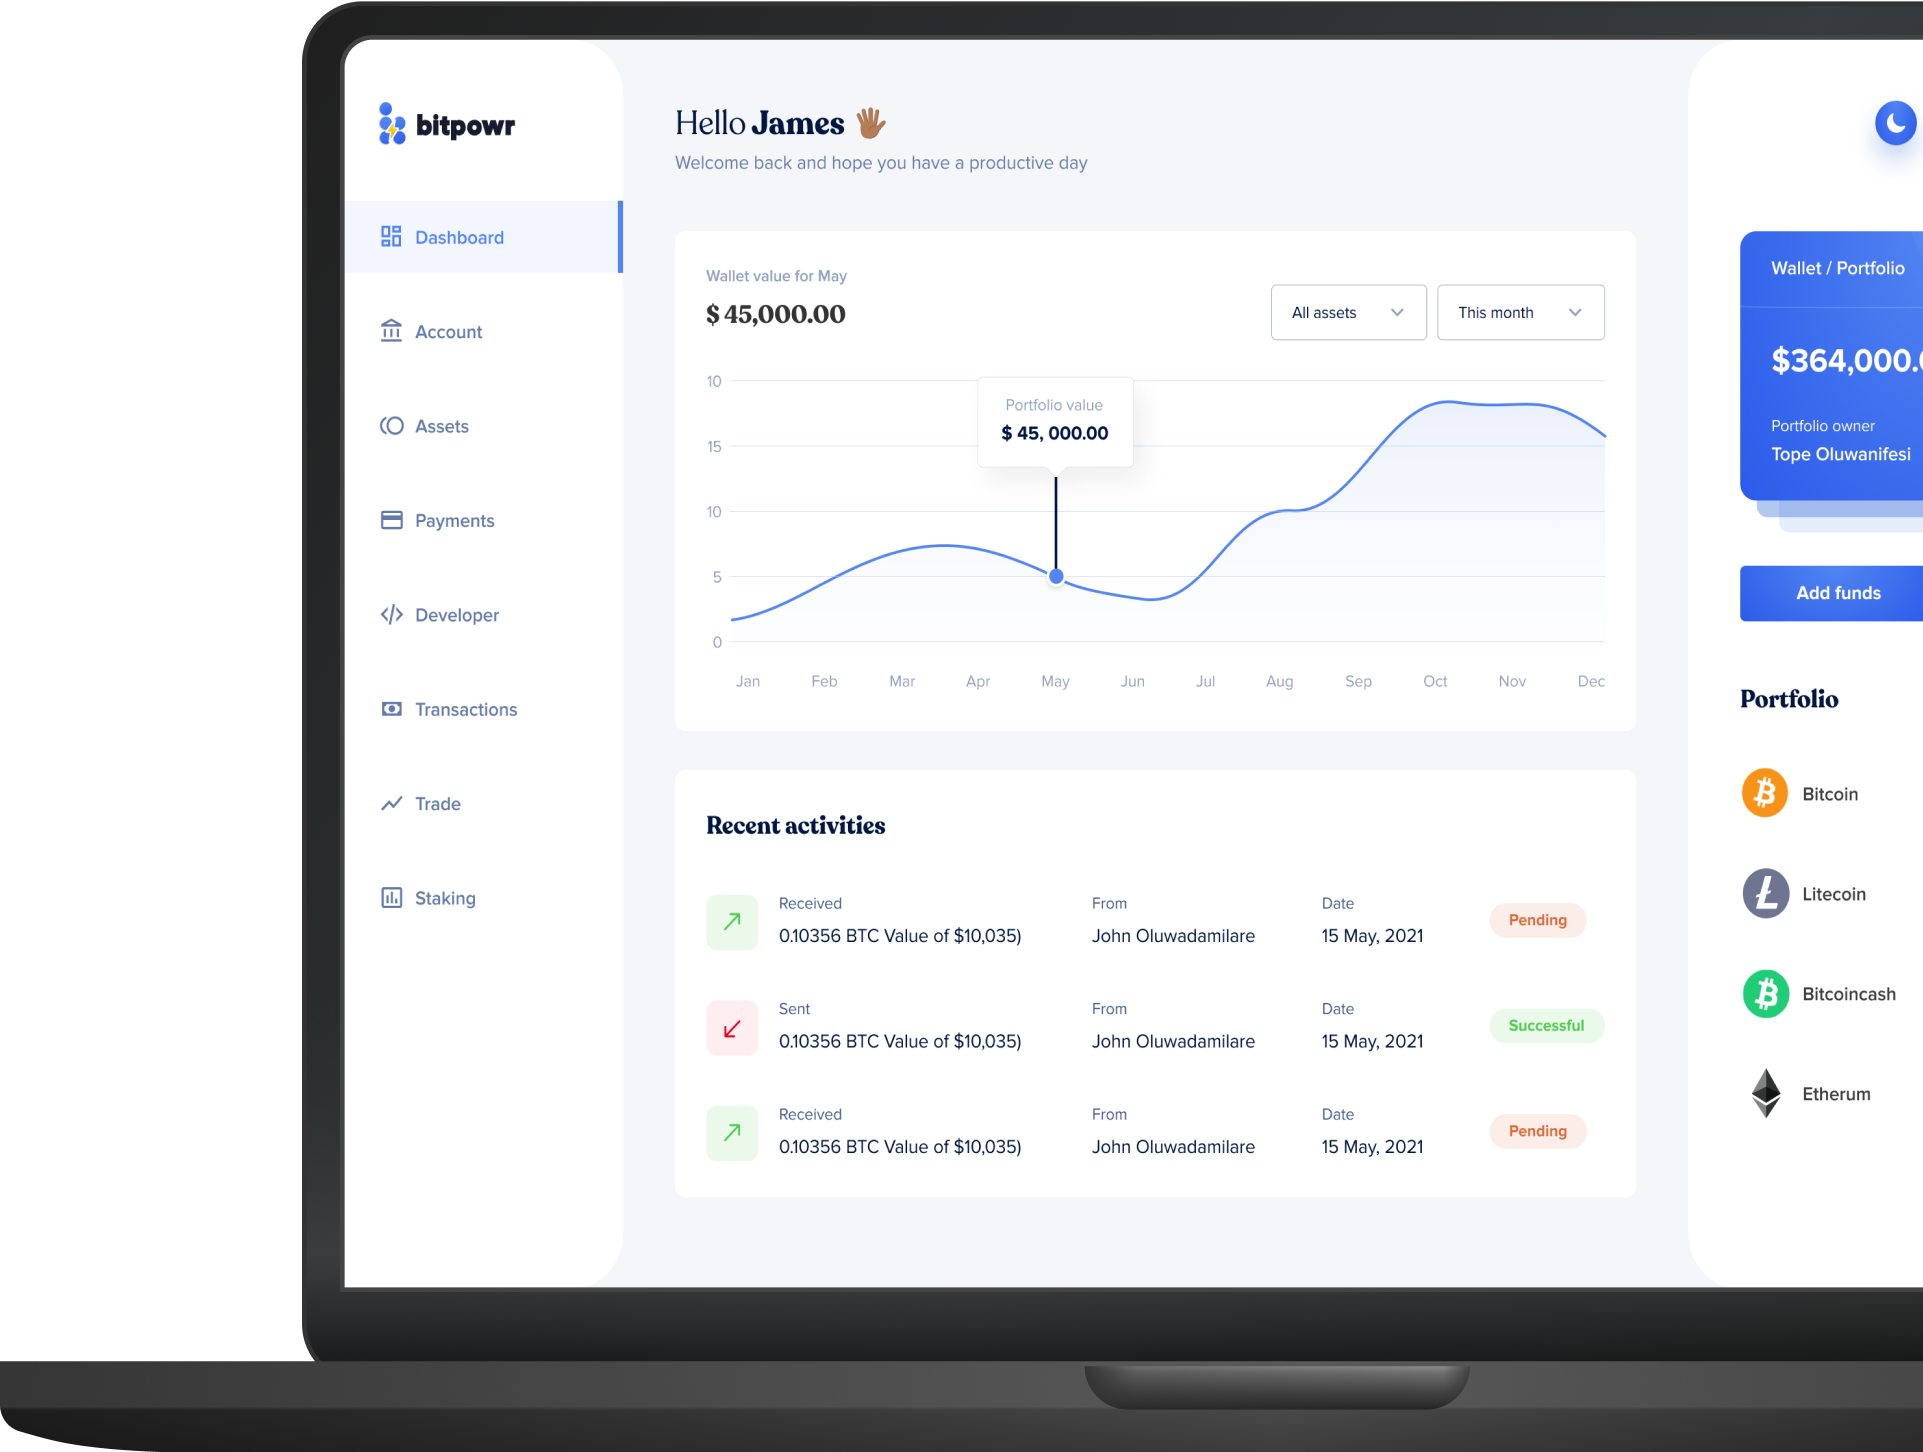 bitpowr
Dashboard
Account
Assets
Payments
Developer
Transactions
Trade
Staking
Hello James
Welcome back and hope you have a productive day
Wallet value for May
$ 45,000.00
All assets
This month
10
15
10
5
0
Portfolio value
$ 45, 000.00
Jan Feb Mar Apr May Jun Jul Aug Sep Oct Nov Dec
Recent activities
Received From Date
0.10356 BTC Value of $10,035) John Oluwadamilare 15 May, 2021 Pending
Sent From Date
0.10356 BTC Value of $10,035) John Oluwadamilare 15 May, 2021 Successful
Received From Date
0.10356 BTC Value of $10,035) John Oluwadamilare 15 May, 2021 Pending
Wallet / Portfolio
$364,000.
Portfolio owner
Tope Oluwanifesi
Add funds
Portfolio
Bitcoin
Litecoin
Bitcoincash
Etherum